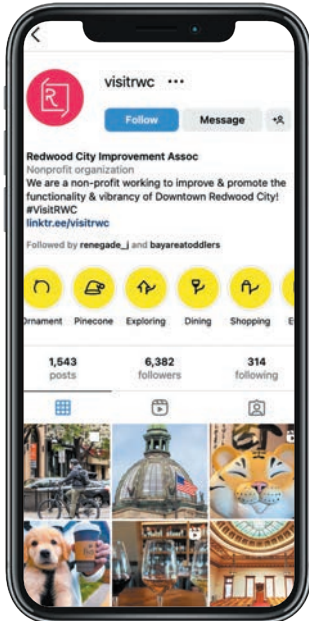 visitrwc •••
R
Follow Message
Redwood City Improvement Assoc
Nonprofit organization
We are a non-profit working to improve & promote the
functionality & vibrancy of Downtown Redwood City!
#VisitRWC
linktr.ee/visitrwc
Followed by renegade_j and bayareatoddlers
Ornament Pinecone Exploring Dining Shopping E
1,543 6,382 314
posts followers following